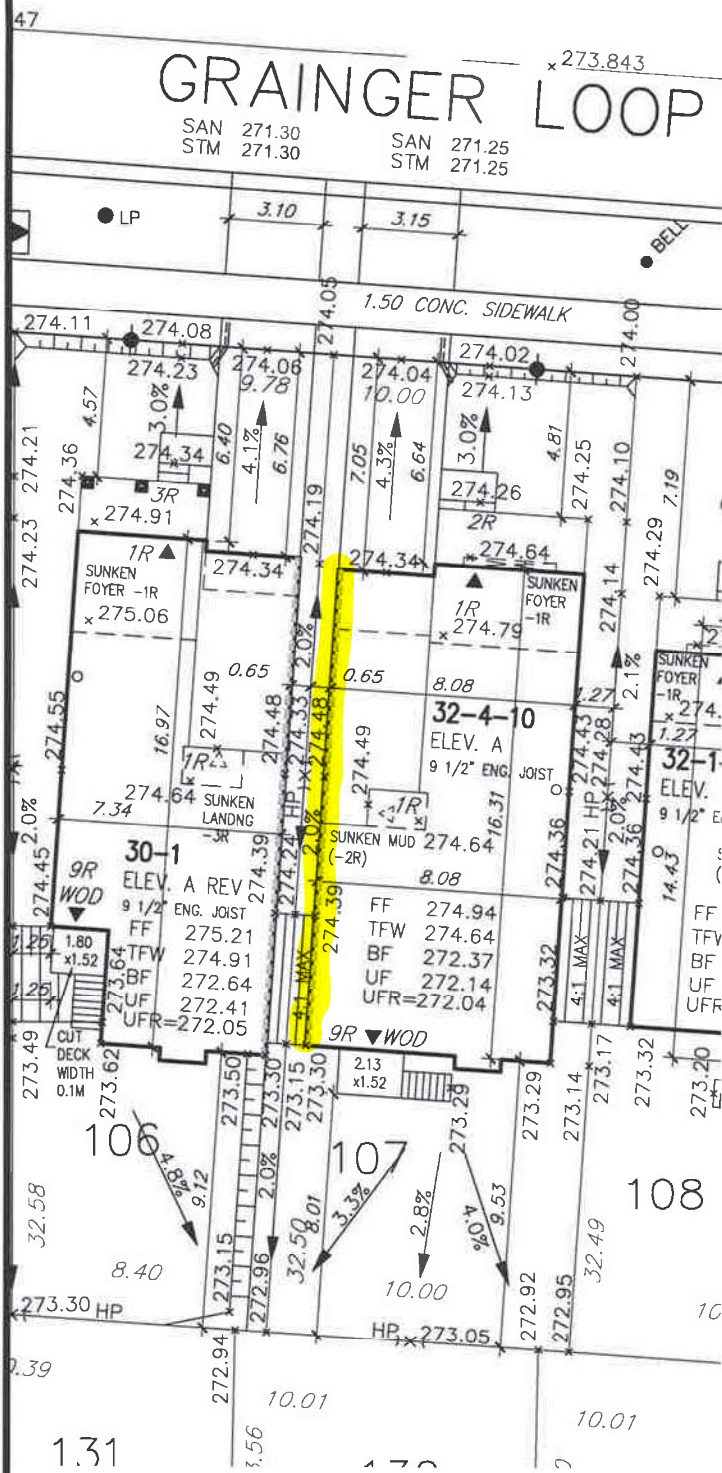 47
273.843
GRAINGER LOOP
SAN 271.30
STM 271.30
SAN 271.25
STM 271.25
LP
3.10
3.15
BELL
1.50 CONC. SIDEWALK
274.05
274.00
274.11
274.08
274.06
274.04
274.02
274.23
9.78
10.00
274.13
4.57
3.0%
6.40
4.1%
6.76
7.05
4.3%
6.64
3.0%
4.81
274.21
274.36
274.34
274.19
274.26
274.25
274.10
7.19
3R
2R
274.23
274.91
274.29
1R
274.34
274.34
274.64
274.14
SUNKEN
FOYER -1R
275.06
1R
274.79
SUNKEN
FOYER
-1R
2.0%
2.1%
SUNKEN
FOYER
-1R
274.
0.65
0.65
8.08
1.27
1.27
274.55
16.97
274.49
274.48
274.33
274.48
274.49
32-4-10
ELEV. A
9 1/2" ENG. JOIST
274.43
274.28
274.43
32-1-
ELEV.
9 1/2" E
1R
274.64
SUNKEN
LANDNG
-3R
HP
1R
SUNKEN MUD
(-2R)
274.64
16.31
HP
2.0%
7.34
2.0%
2.0%
274.45
9R
WOD
30-1
ELEV. A REV
9 1/2" ENG. JOIST
274.39
274.24
274.39
8.08
274.36
274.21
274.36
14.43
FF 275.21
TFW 274.91
BF 272.64
UF 272.41
UFR=272.05
FF 274.94
TFW 274.64
BF 272.37
UF 272.14
UFR=272.04
FF
TFW
BF
UF
UFR
1.25
1.25
1.80
x1.52
273.64
4:1 MAX
273.32
4:1 MAX
4:1 MAX
CUT
DECK
WIDTH
0.1M
9R WOD
2.13
x1.52
273.49
273.62
273.50
273.30
273.15
273.30
273.29
273.29
273.14
273.17
273.32
273.20
106
107
108
4.8%
9.12
2.0%
3.3%
2.8%
4.0%
9.53
32.58
273.15
272.96
32.50
8.01
32.49
8.40
10.00
10
273.30 HP
HP
273.05
272.94
272.92
272.95
9.39
10.01
10.01
3.56
131